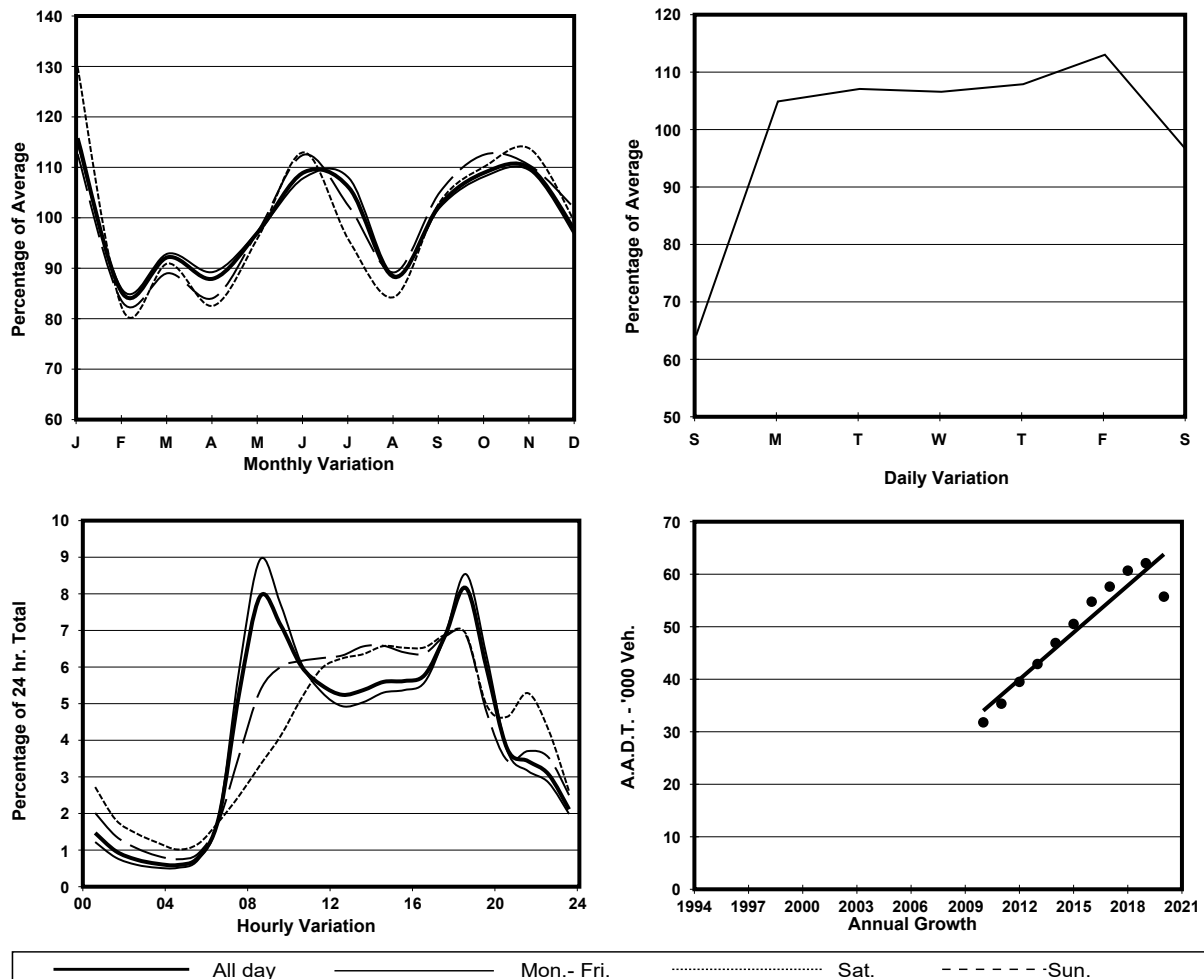 140
130
120
110
100
90
80
70
60
Percentage of Average
J F M A M J J A S O N D
Monthly Variation
120
110
100
90
80
70
60
50
Percentage of Average
S M T W T F S
Daily Variation
10
9
8
7
6
5
4
3
2
1
0
Percentage of 24 hr. Total
00 04 08 12 16 20 24
Hourly Variation
70
60
50
40
30
20
10
0
A.A.D.T. - '000 Veh.
1994 1997 2000 2003 2006 2009 2012 2015 2018 2021
Annual Growth
All day Mon.- Fri. Sat. Sun.